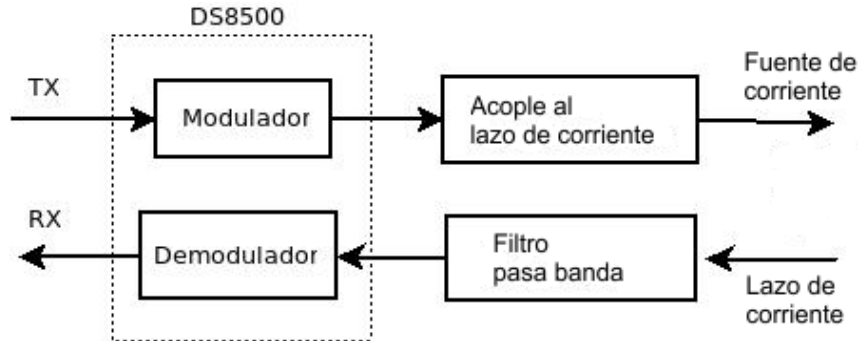 DS8500
TX
Modulador
Acople al
lazo de corriente
Fuente de
corriente
RX
Demodulador
Filtro
pasa banda
Lazo de
corriente